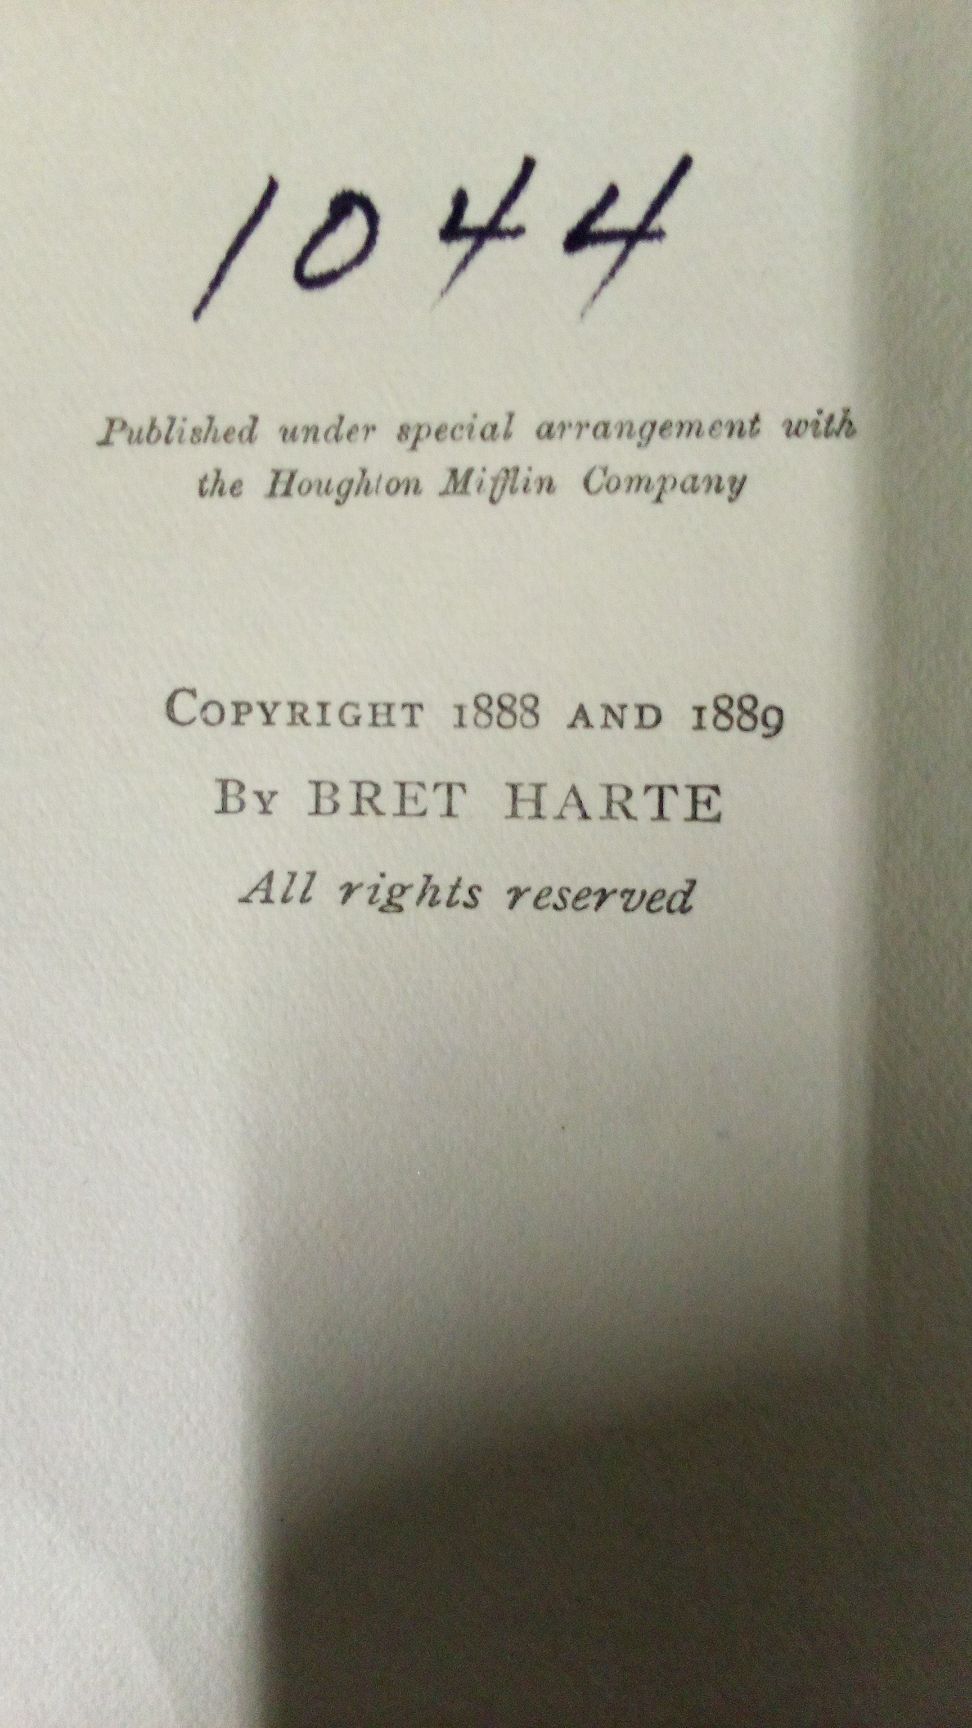 1044
Published under special arrangement with
the Houghton Mifflin Company
COPYRIGHT 1888 AND 1889
BY BRET HARTE
All rights reserved